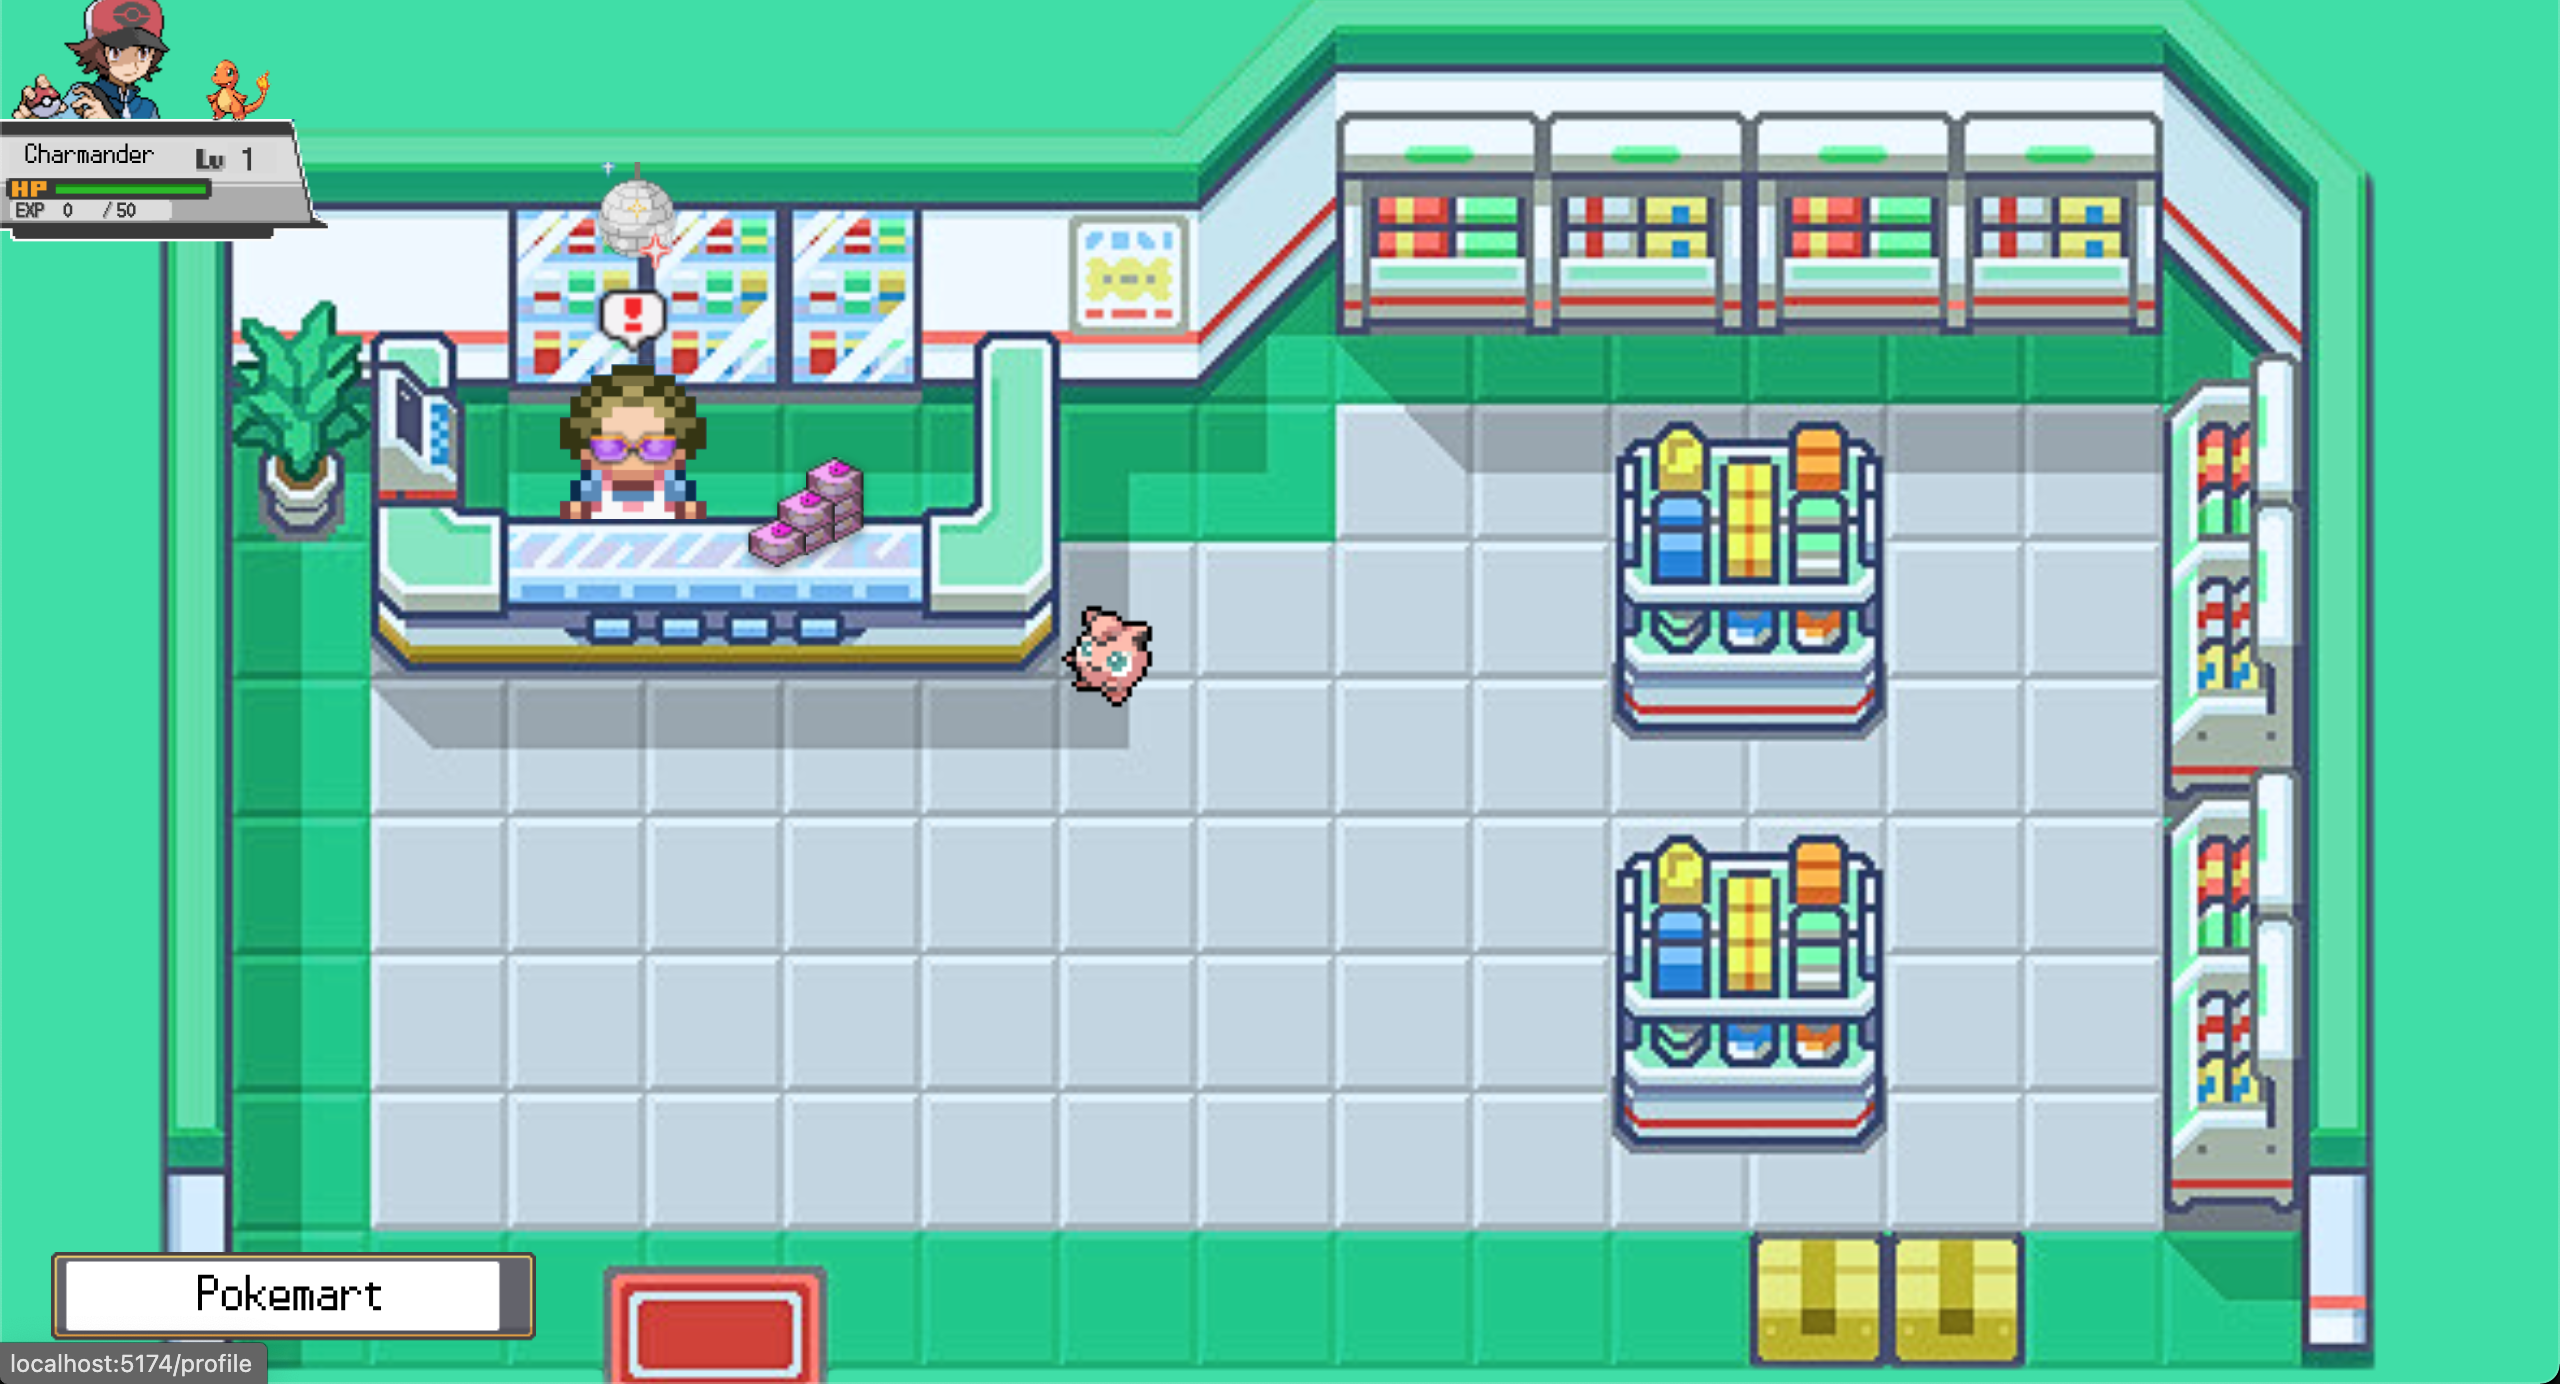 Charmander Lv 1
HP
EXP 0 / 50
!
Pokemart
localhost:5174/profile